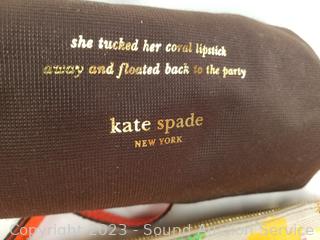 she tucked her coral lipstick
away and floated back to the party
kate spade
NEW YORK
Copyright 2023 - Sound Auction Service